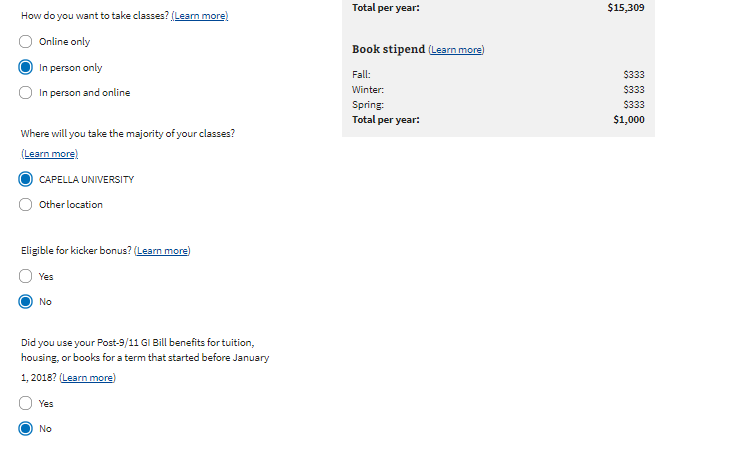 How do you want to take classes? (Learn more)
Online only
In person only
In person and online
Where will you take the majority of your classes?
(Learn more)
CAPELLA UNIVERSITY
Other location
Eligible for kicker bonus? (Learn more)
Yes
No
Did you use your Post-9/11 GI Bill benefits for tuition,
housing, or books for a term that started before January
1, 2018? (Learn more)
Yes
No
Total per year: $15,309
Book stipend (Learn more)
Fall: $333
Winter: $333
Spring: $333
Total per year: $1,000